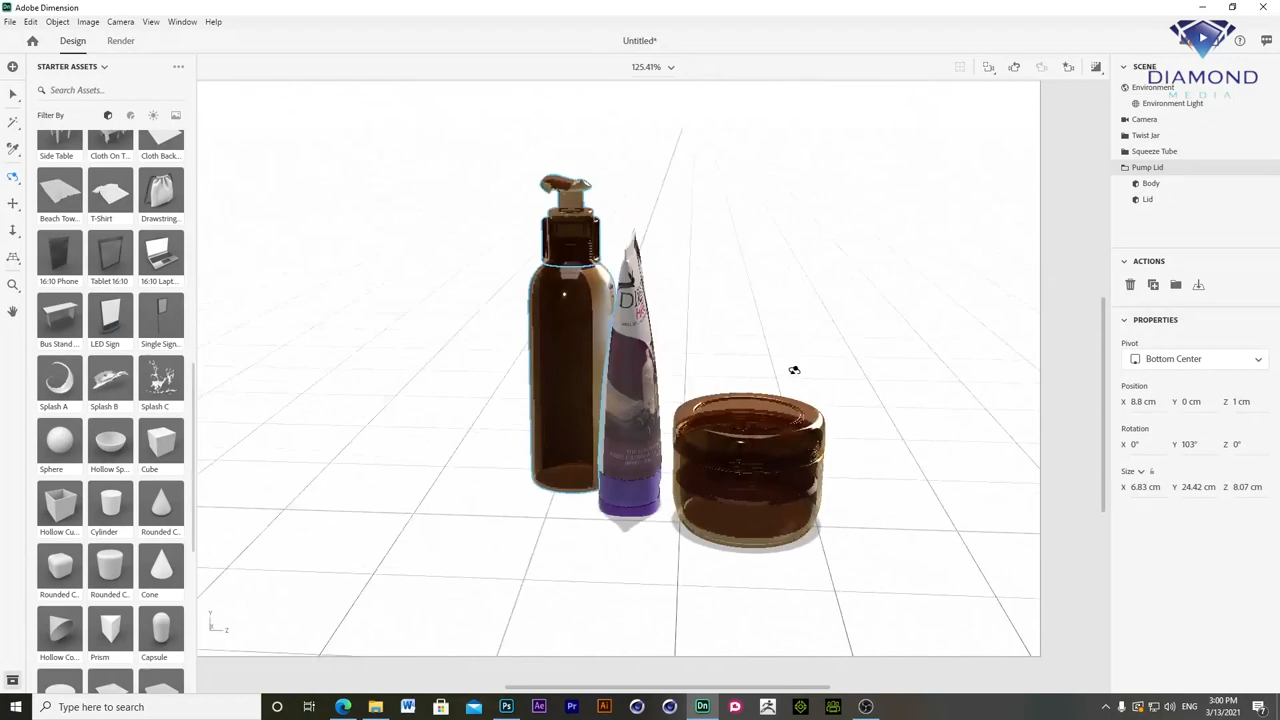 Adobe Dimension
File Edit Object Image Camera View Window Help
Design Render
Untitled*
STARTER ASSETS
125.41%
SCENE
DIAMOND
MEDIA
Search Assets...
Filter By
Environment
Environment Light
Camera
Twist Jar
Squeeze Tube
Pump Lid
Body
Lid
Side Table Cloth On T... Cloth Back...
Beach Tow... T-Shirt Drawstring...
16:10 Phone Tablet 16:10 16:10 Lapt...
Bus Stand ... LED Sign Single Sign...
Splash A Splash B Splash C
Sphere Hollow Sp... Cube
Hollow Cu... Cylinder Rounded C...
Rounded C... Rounded C... Cone
Hollow Co... Prism Capsule
ACTIONS
PROPERTIES
Pivot
Bottom Center
Position
X 8.8 cm Y 0 cm Z 1 cm
Rotation
X 0° Y 103° Z 0°
Size
X 6.83 cm Y 24.42 cm Z 8.07 cm
Y
X Z
Type here to search
3:00 PM
3/13/2021